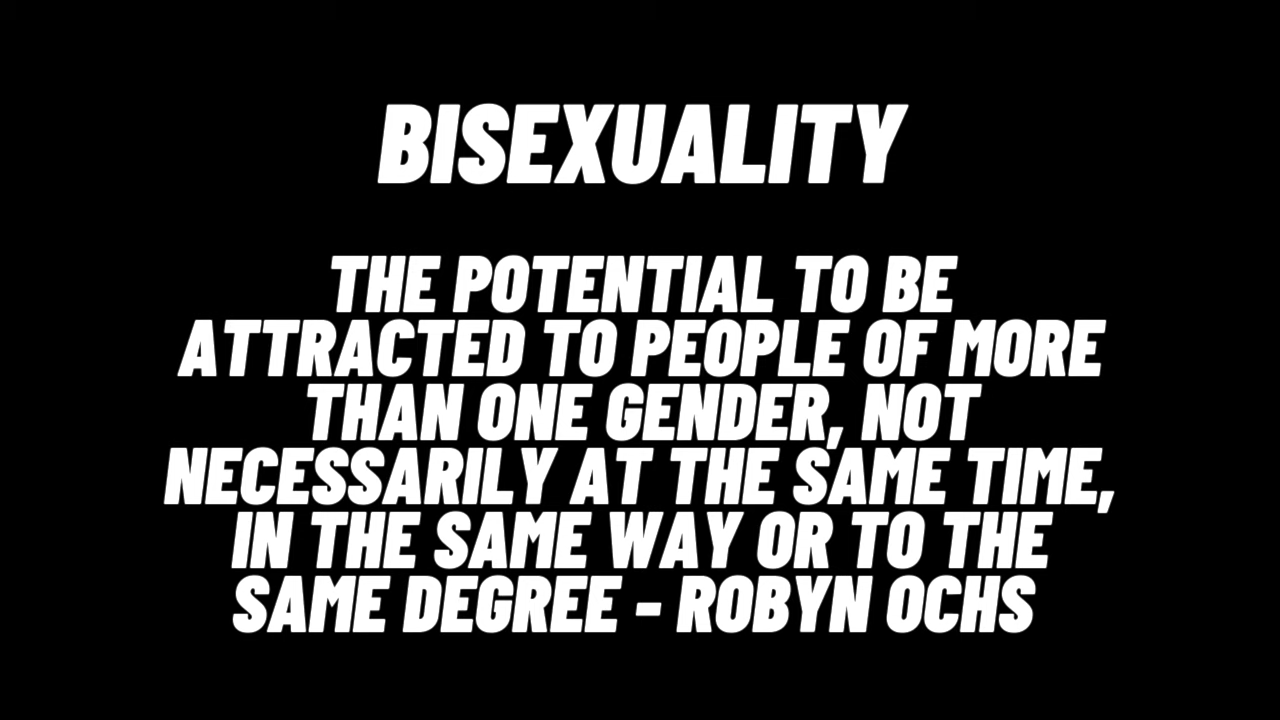 BISEXUALITY
THE POTENTIAL TO BE
ATTRACTED TO PEOPLE OF MORE
THAN ONE GENDER, NOT
NECESSARILY AT THE SAME TIME,
IN THE SAME WAY OR TO THE
SAME DEGREE - ROBYN OCHS